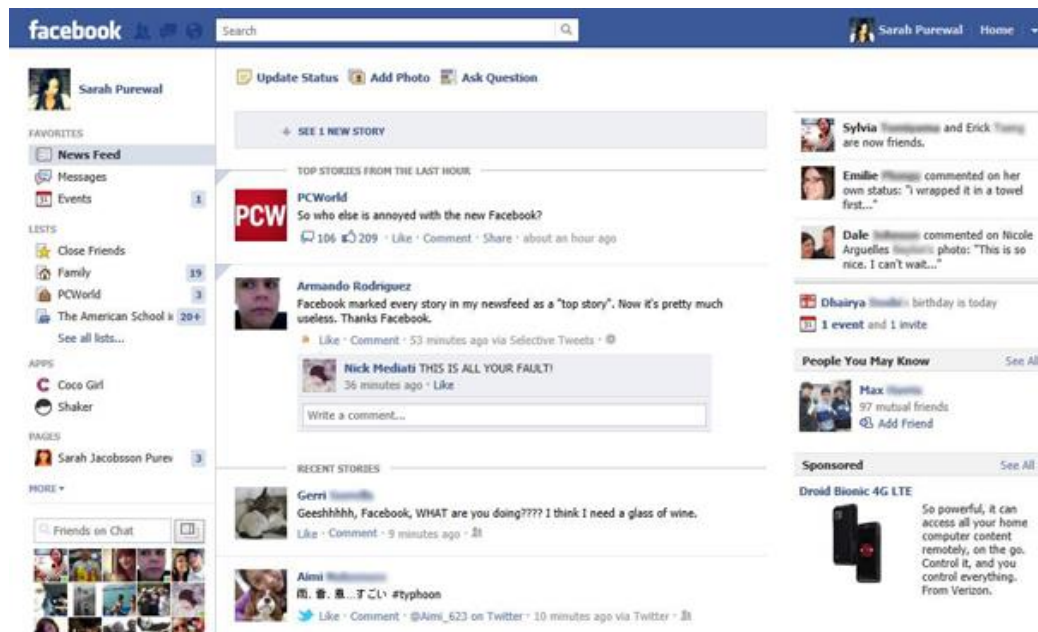 facebook
Search
Sarah Purewal Home
Sarah Purewal
FAVORITES
News Feed
Messages
Events 1
LISTS
Close Friends
Family 19
PCWorld 3
The American School i 20+
See all lists...
APPS
Coco Girl
Shaker
PAGES
Sarah Jacobsson Purew 3
MORE
Friends on Chat
Update Status Add Photo Ask Question
SEE 1 NEW STORY
TOP STORIES FROM THE LAST HOUR
PCW
PCWorld
So who else is annoyed with the new Facebook?
106 209 · Like · Comment · Share · about an hour ago
Armando Rodriguez
Facebook marked every story in my newsfeed as a "top story". Now it's pretty much
useless. Thanks Facebook.
Like · Comment · 53 minutes ago via Selective Tweets ·
Nick Mediati THIS IS ALL YOUR FAULT!
36 minutes ago · Like
Write a comment...
RECENT STORIES
Gerri
Geeshhhhh, Facebook, WHAT are you doing???? I think I need a glass of wine.
Like · Comment · 9 minutes ago ·
Aimi
雨. 音. 風...すごい #typhoon
Like · Comment · @Aimi_623 on Twitter · 10 minutes ago via Twitter ·
Sylvia and Erick
are now friends.
Emilie commented on her
own status: "i wrapped it in a towel
first..."
Dale commented on Nicole
Arguelles photo: "This is so
nice. I can't wait..."
Dhairya birthday is today
31 1 event and 1 invite
People You May Know See All
Max
97 mutual friends
Add Friend
Sponsored See All
Droid Bionic 4G LTE
So powerful, it can
access all your home
computer content
remotely, on the go.
Control it, and you
control everything.
From Verizon.